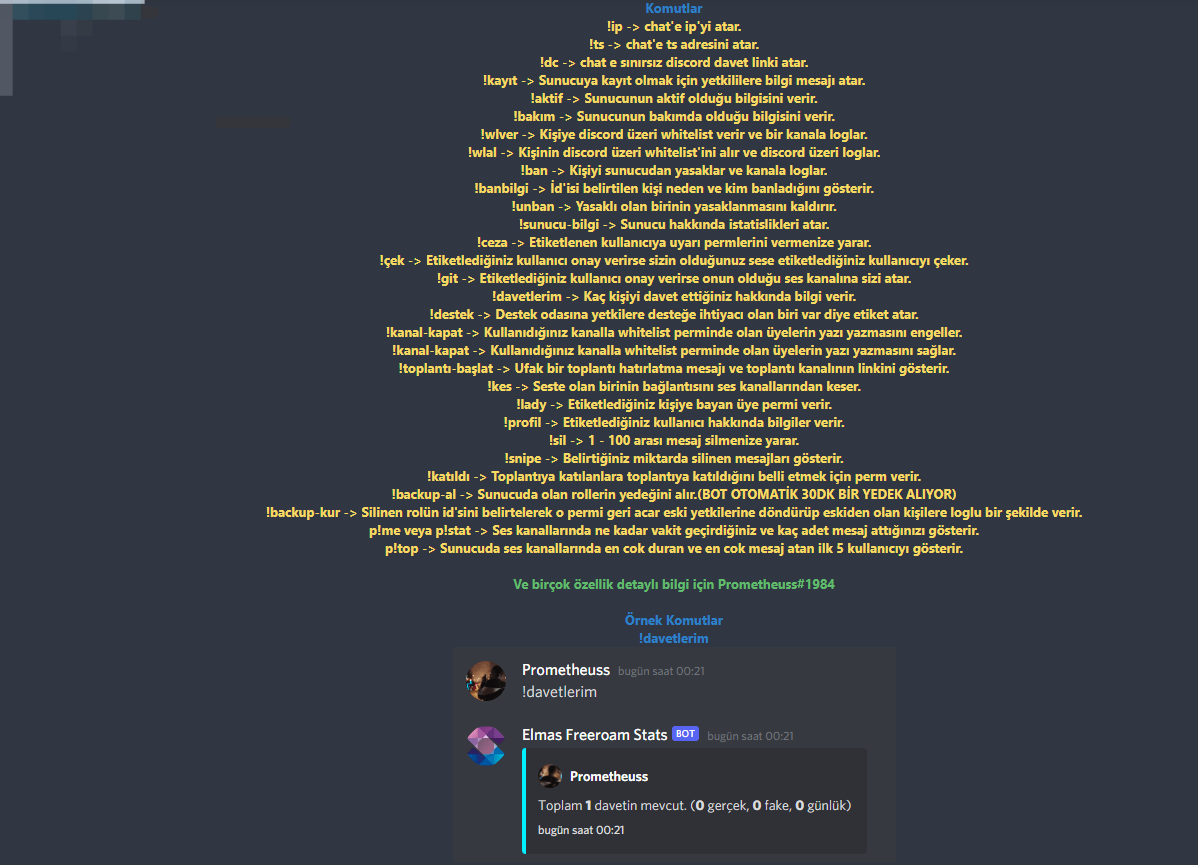 Komutlar
!ip -> chat'e ip'yi atar.
!ts -> chat'e ts adresini atar.
!dc -> chat e sınırsız discord davet linki atar.
!kayıt -> Sunucuya kayıt olmak için yetkililere bilgi mesajı atar.
!aktif -> Sunucunun aktif olduğu bilgisini verir.
!bakım -> Sunucunun bakımda olduğu bilgisini verir.
!wlver -> Kişiye discord üzeri whitelist verir ve bir kanala loglar.
!wlal -> Kişinin discord üzeri whitelist'ini alır ve discord üzeri loglar.
!ban -> Kişiyi sunucudan yasaklar ve kanala loglar.
!banbilgi -> İd'isi belirtilen kişi neden ve kim banladığını gösterir.
!unban -> Yasaklı olan birinin yasaklanmasını kaldırır.
!sunucu-bilgi -> Sunucu hakkında istatislikleri atar.
!ceza -> Etiketlenen kullanıcıya uyarı permlerini vermenize yarar.
!çek -> Etiketlediğiniz kullanıcı onay verirse sizin olduğunuz sese etiketlediğiniz kullanıcıyı çeker.
!git -> Etiketlediğiniz kullanıcı onay verirse onun olduğu ses kanalına sizi atar.
!davetlerim -> Kaç kişiyi davet ettiğiniz hakkında bilgi verir.
!destek -> Destek odasına yetkilere desteğe ihtiyacı olan biri var diye etiket atar.
!kanal-kapat -> Kullanıdığınız kanalla whitelist perminde olan üyelerin yazı yazmasını engeller.
!kanal-kapat -> Kullanıdığınız kanalla whitelist perminde olan üyelerin yazı yazmasını sağlar.
!toplantı-başlat -> Ufak bir toplantı hatırlatma mesajı ve toplantı kanalının linkini gösterir.
!kes -> Seste olan birinin bağlantısını ses kanallarından keser.
!lady -> Etiketlediğiniz kişiye bayan üye permi verir.
!profil -> Etiketlediğiniz kullanıcı hakkında bilgiler verir.
!sil -> 1 - 100 arası mesaj silmenize yarar.
!snipe -> Belirtiğiniz miktarda silinen mesajları gösterir.
!katıldı -> Toplantıya katılanlara toplantıya katıldığını belli etmek için perm verir.
!backup-al -> Sunucuda olan rollerin yedeğini alır.(BOT OTOMATİK 30DK BİR YEDEK ALIYOR)
!backup-kur -> Silinen rolün id'sini belirtelerek o permi geri acar eski yetkilerine döndürüp eskiden olan kişilere loglu bir şekilde verir.
p!me veya p!stat -> Ses kanallarında ne kadar vakit geçirdiğiniz ve kaç adet mesaj attığınızı gösterir.
p!top -> Sunucuda ses kanallarında en cok duran ve en cok mesaj atan ilk 5 kullanıcıyı gösterir.
Ve birçok özellik detaylı bilgi için Prometheuss#1984
Örnek Komutlar
!davetlerim
Prometheuss bugün saat 00:21
!davetlerim
Elmas Freeroam Stats BOT bugün saat 00:21
Prometheuss
Toplam 1 davetin mevcut. (0 gerçek, 0 fake, 0 günlük)
bugün saat 00:21